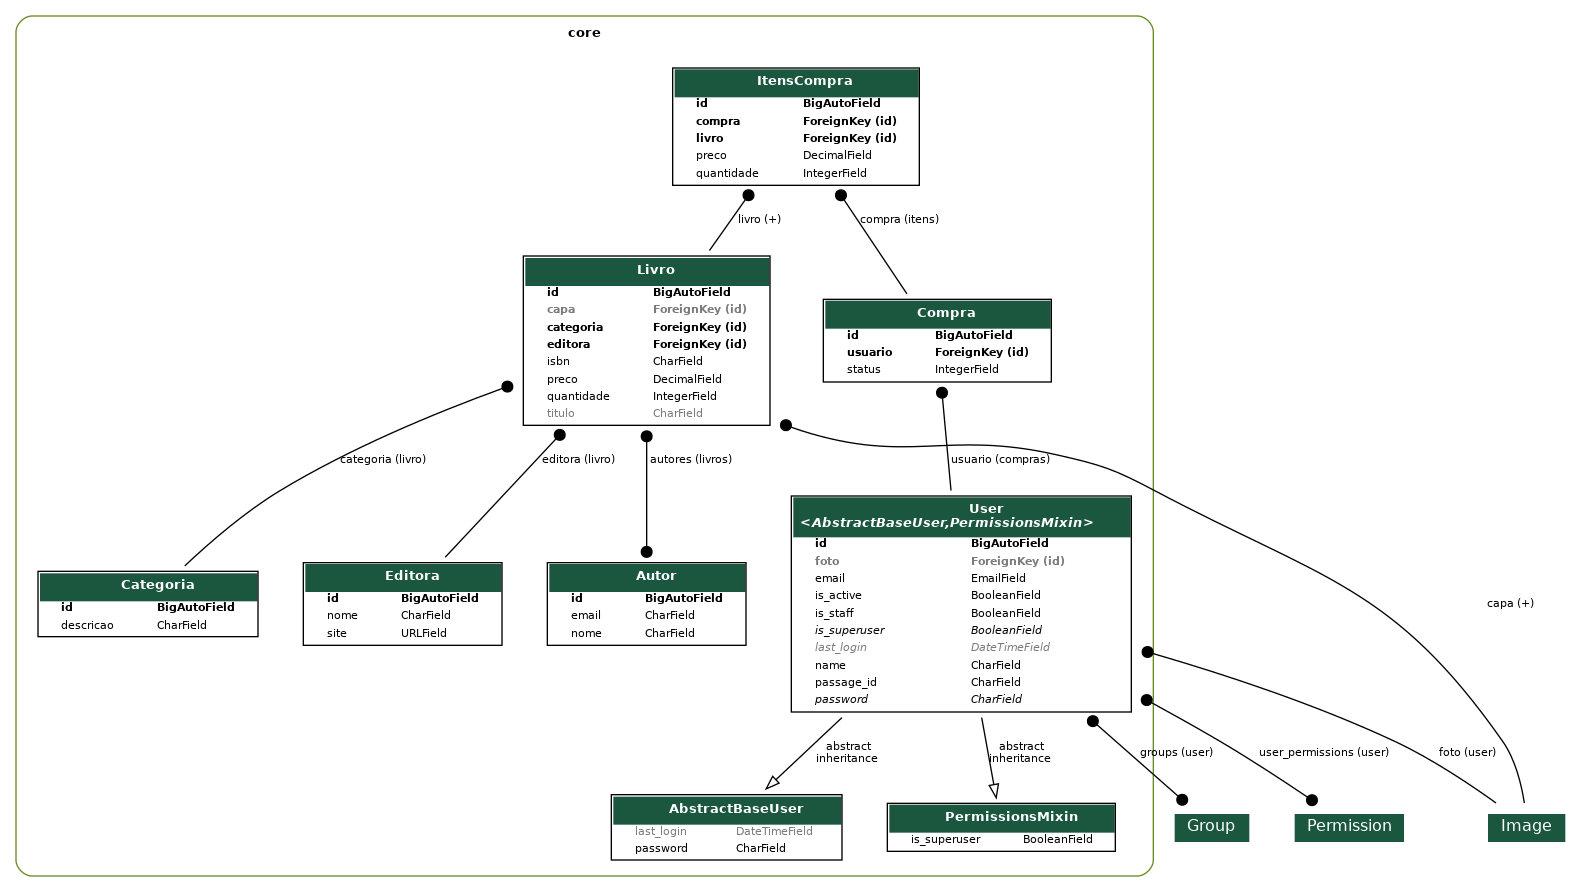 core
ItensCompra
id BigAutoField
compra ForeignKey (id)
livro ForeignKey (id)
preco DecimalField
quantidade IntegerField
livro (+)
compra (itens)
Livro
id BigAutoField
capa ForeignKey (id)
categoria ForeignKey (id)
editora ForeignKey (id)
isbn CharField
preco DecimalField
quantidade IntegerField
titulo CharField
Compra
id BigAutoField
usuario ForeignKey (id)
status IntegerField
categoria (livro)
editora (livro)
autores (livros)
usuario (compras)
Categoria
id BigAutoField
descricao CharField
Editora
id BigAutoField
nome CharField
site URLField
Autor
id BigAutoField
email CharField
nome CharField
User
<AbstractBaseUser,PermissionsMixin>
id BigAutoField
foto ForeignKey (id)
email EmailField
is_active BooleanField
is_staff BooleanField
is_superuser BooleanField
last_login DateTimeField
name CharField
passage_id CharField
password CharField
capa (+)
abstract
inheritance
abstract
inheritance
groups (user)
user_permissions (user)
foto (user)
AbstractBaseUser
last_login DateTimeField
password CharField
PermissionsMixin
is_superuser BooleanField
Group
Permission
Image